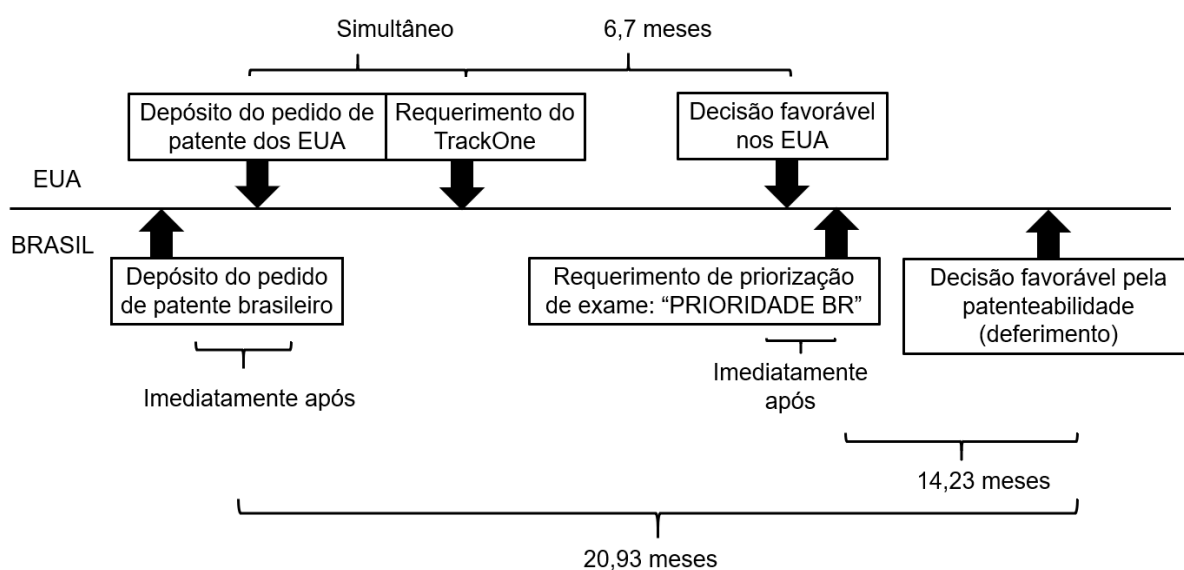 Simultâneo
6,7 meses
Depósito do pedido de
patente dos EUA
Requerimento do
TrackOne
Decisão favorável
nos EUA
EUA
BRASIL
Depósito do pedido
de patente brasileiro
Requerimento de priorização
de exame: “PRIORIDADE BR”
Decisão favorável pela
patenteabilidade
(deferimento)
Imediatamente após
Imediatamente
após
14,23 meses
20,93 meses